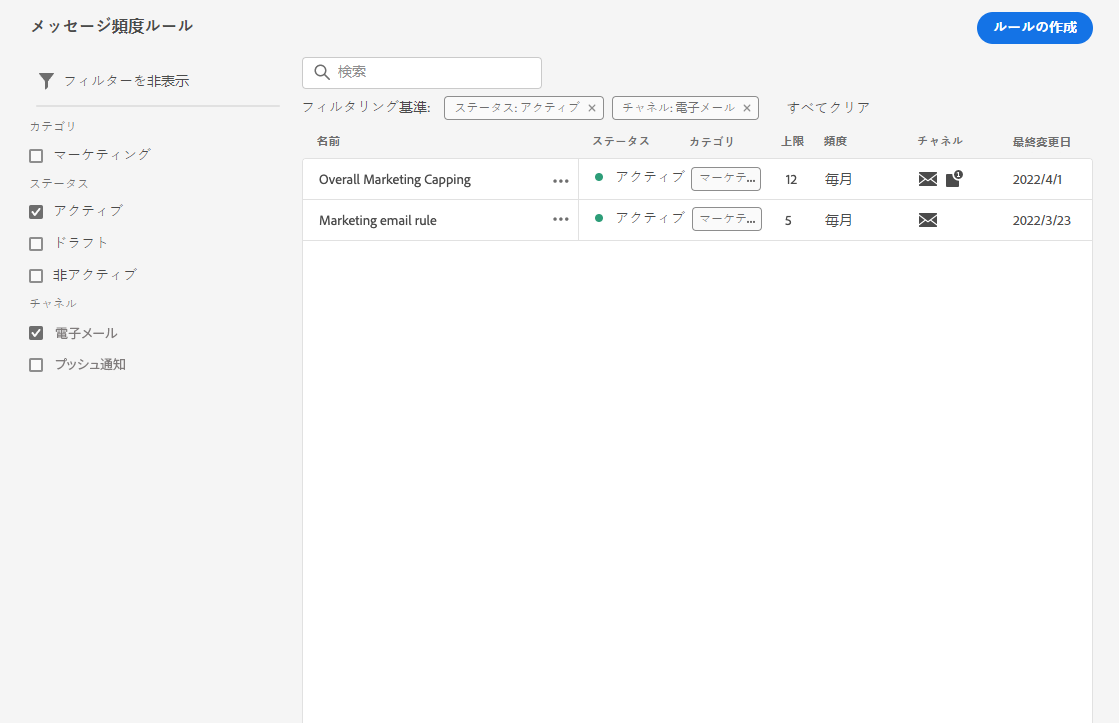 メッセージ頻度ルール
ルールの作成
フィルターを非表示
検索
フィルタリング基準: ステータス: アクティブ × チャネル: 電子メール × すべてクリア
カテゴリ
マーケティング
ステータス
アクティブ
ドラフト
非アクティブ
チャネル
電子メール
プッシュ通知
名前 ステータス カテゴリ 上限 頻度 チャネル 最終変更日
Overall Marketing Capping ••• アクティブ マーケテ... 12 毎月 1 2022/4/1
Marketing email rule ••• アクティブ マーケテ... 5 毎月 2022/3/23